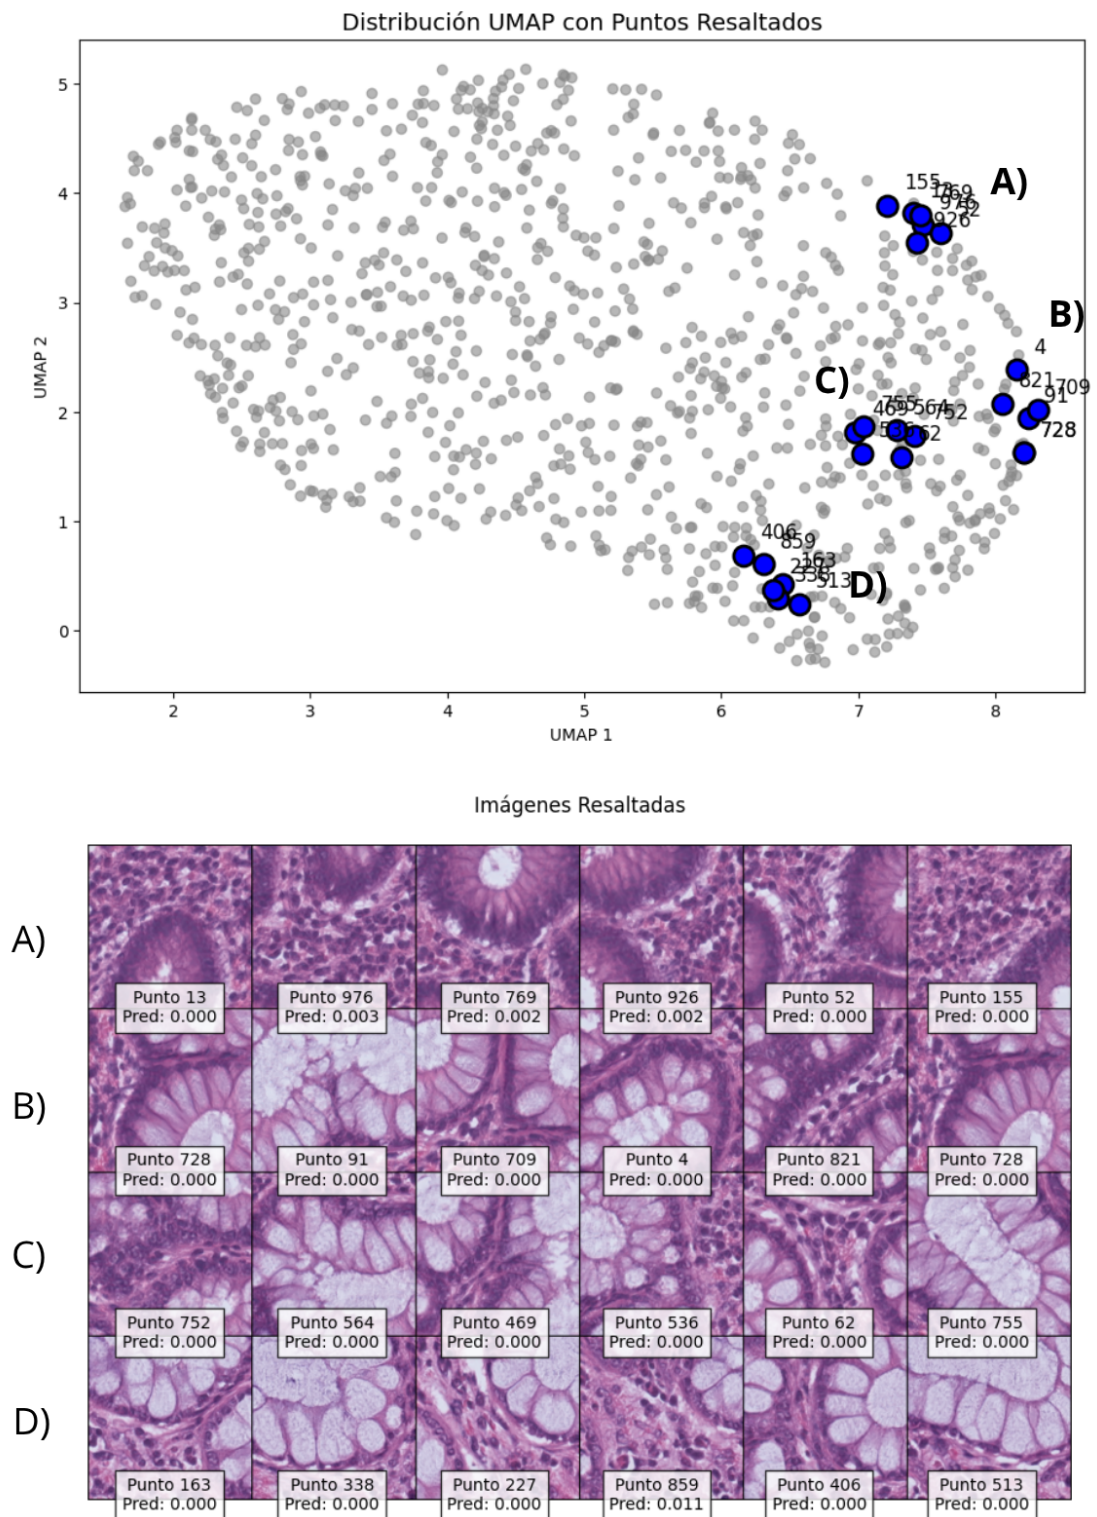 Distribución UMAP con Puntos Resaltados
5
4
3
2
1
0
UMAP 2
155
769
A)
976
52
926
B)
4
821
709
91
728
C)
755
564
752
469
536
62
406
859
163
227
338
513
D)
2
3
4
5
6
7
8
UMAP 1
Imágenes Resaltadas
A)
Punto 13
Pred: 0.000
Punto 976
Pred: 0.003
Punto 769
Pred: 0.002
Punto 926
Pred: 0.002
Punto 52
Pred: 0.000
Punto 155
Pred: 0.000
B)
Punto 728
Pred: 0.000
Punto 91
Pred: 0.000
Punto 709
Pred: 0.000
Punto 4
Pred: 0.000
Punto 821
Pred: 0.000
Punto 728
Pred: 0.000
C)
Punto 752
Pred: 0.000
Punto 564
Pred: 0.000
Punto 469
Pred: 0.000
Punto 536
Pred: 0.000
Punto 62
Pred: 0.000
Punto 755
Pred: 0.000
D)
Punto 163
Pred: 0.000
Punto 338
Pred: 0.000
Punto 227
Pred: 0.000
Punto 859
Pred: 0.011
Punto 406
Pred: 0.000
Punto 513
Pred: 0.000